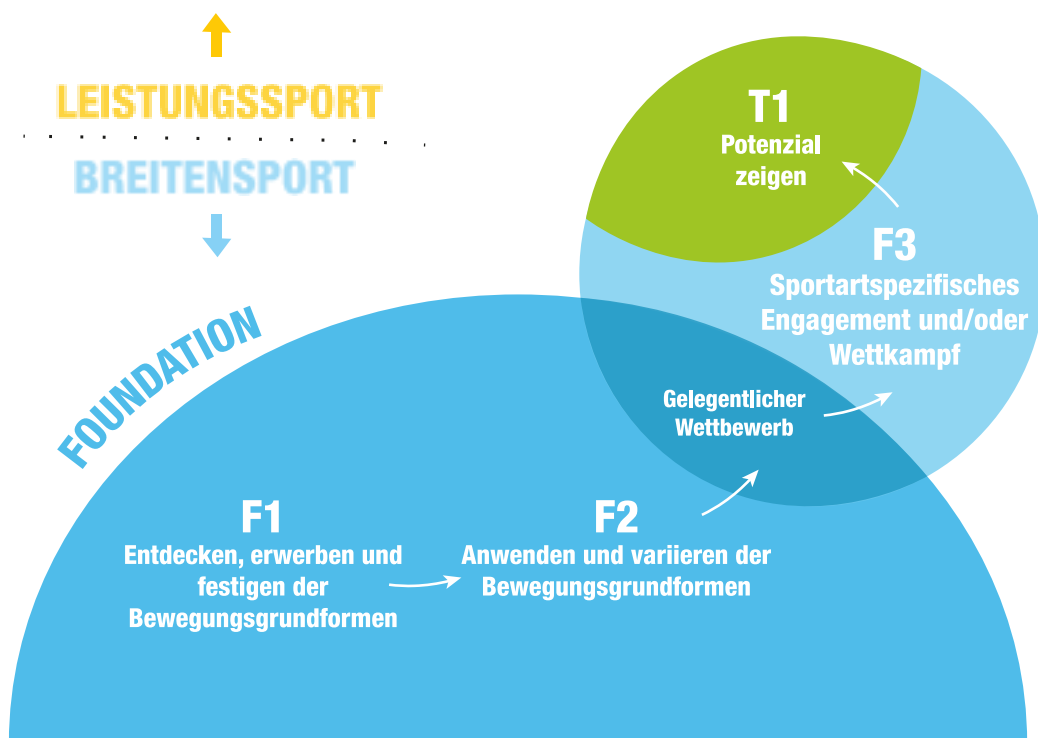 LEISTUNGSSPORT
BREITENSPORT
T1
Potenzial
zeigen
F3
Sportartspezifisches
Engagement und/oder
Wettkampf
FOUNDATION
Gelegentlicher
Wettbewerb
F1
Entdecken, erwerben und
festigen der
Bewegungsgrundformen
F2
Anwenden und variieren der
Bewegungsgrundformen